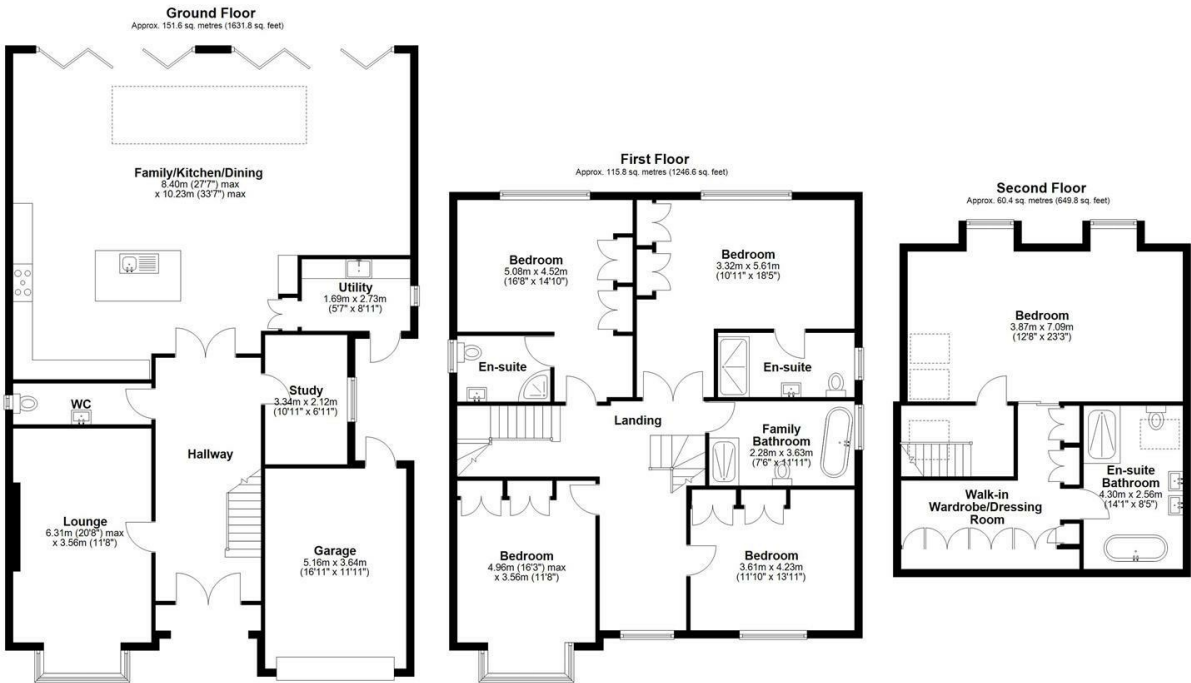 Ground Floor
Approx. 151.6 sq. metres (1631.8 sq. feet)
Family/Kitchen/Dining
8.40m (27'7") max
x 10.23m (33'7") max
Utility
1.69m x 2.73m
(5'7" x 8'11")
Study
3.34m x 2.12m
(10'11" x 6'11")
WC
Hallway
Lounge
6.31m (20'8") max
x 3.56m (11'8")
Garage
5.16m x 3.64m
(16'11" x 11'11")
First Floor
Approx. 115.8 sq. metres (1246.6 sq. feet)
Bedroom
5.08m x 4.52m
(16'8" x 14'10")
Bedroom
3.32m x 5.61m
(10'11" x 18'5")
En-suite
En-suite
Landing
Family
Bathroom
2.28m x 3.63m
(7'6" x 11'11")
Bedroom
4.96m (16'3") max
x 3.56m (11'8")
Bedroom
3.61m x 4.23m
(11'10" x 13'11")
Second Floor
Approx. 60.4 sq. metres (649.8 sq. feet)
Bedroom
3.87m x 7.09m
(12'8" x 23'3")
En-suite
Bathroom
4.30m x 2.56m
(14'1" x 8'5")
Walk-in
Wardrobe/Dressing
Room